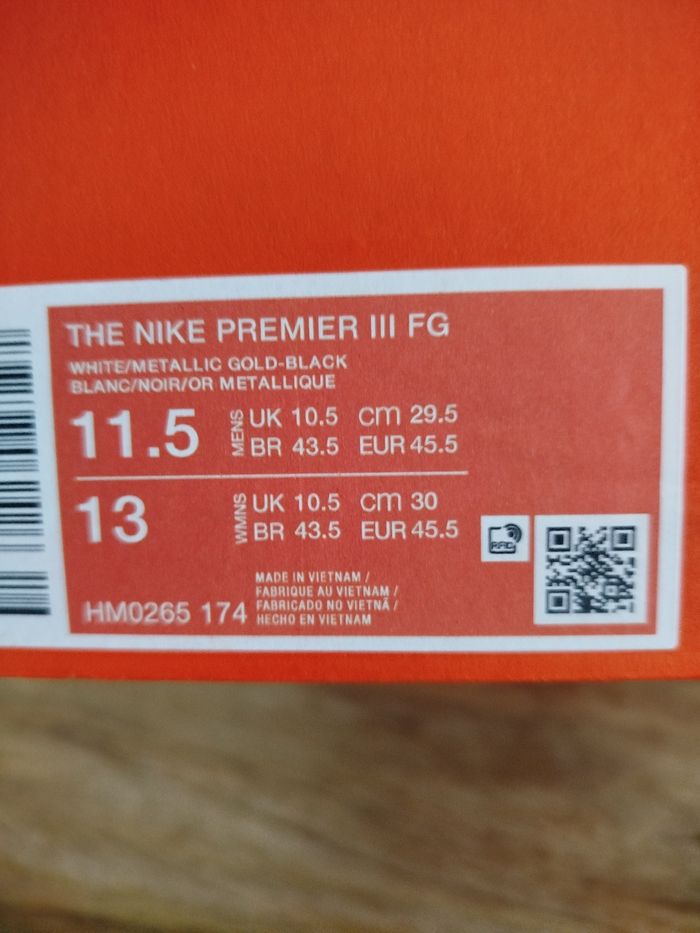 THE NIKE PREMIER III FG
WHITE/METALLIC GOLD-BLACK
BLANC/NOIR/OR METALLIQUE
11.5
MENS
UK 10.5 cm 29.5
BR 43.5 EUR 45.5
13
WMNS
UK 10.5 cm 30
BR 43.5 EUR 45.5
RFID
MADE IN VIETNAM /
FABRIQUE AU VIETNAM /
FABRICADO NO VIETNÃ /
HECHO EN VIETNAM
HM0265 174